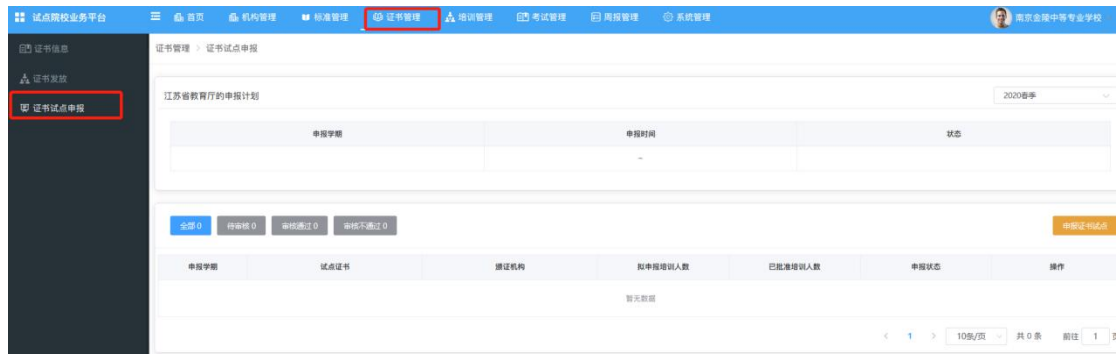 试点院校业务平台 首页 机构管理 标准管理 证书管理 培训管理 考试管理 周报管理 系统管理 南京金陵中等专业学校
证书信息
证书发放
证书试点申报
证书管理 > 证书试点申报
江苏省教育厅的申报计划 2020春季
申报学期 申报时间 状态
-
全部 0 待审核 0 审核通过 0 审核不通过 0 申报证书试点
申报学期 试点证书 颁证机构 拟申报培训人数 已批准培训人数 申报状态 操作
暂无数据
< 1 > 10条/页 共 0 条 前往 1